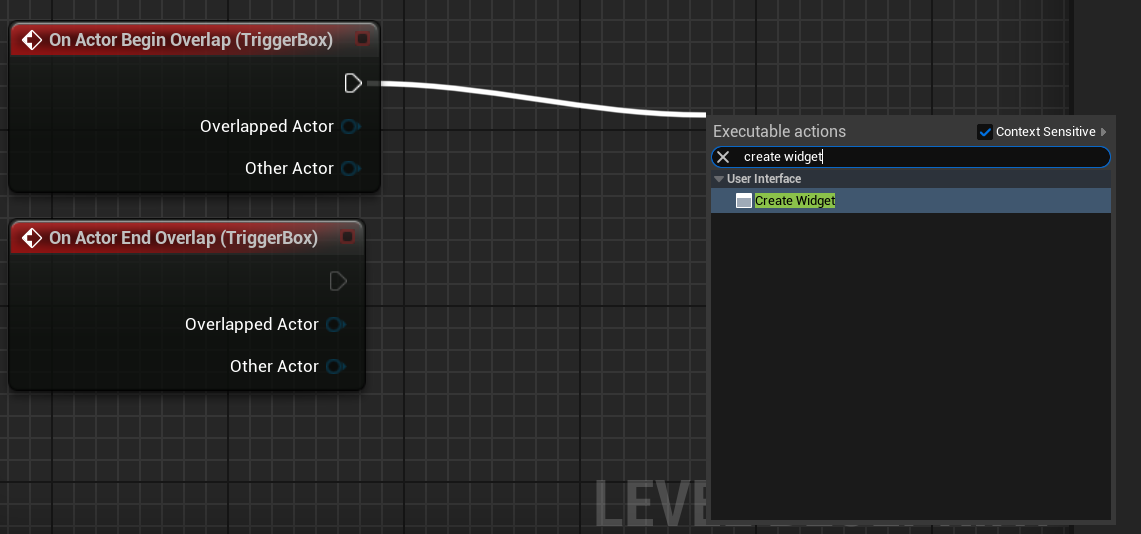 On Actor Begin Overlap (TriggerBox)
Overlapped Actor
Other Actor
On Actor End Overlap (TriggerBox)
Overlapped Actor
Other Actor
Executable actions
Context Sensitive
create widget
User Interface
Create Widget